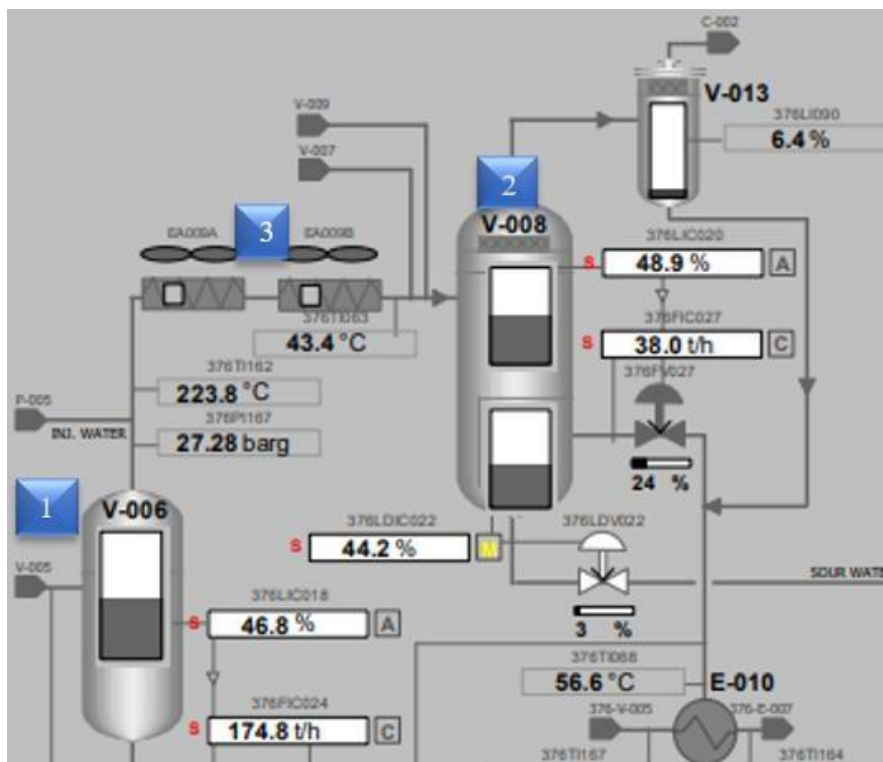 C-002
V-013
V-009
376LI090
6.4 %
V-007
2
V-008
EA009A
3
EA009B
376LIC020
S
48.9 %
A
376TI063
43.4 °C
376FIC027
S
38.0 t/h
C
376TI162
223.8 °C
376FV027
P-005
INJ. WATER
376PI167
27.28 barg
24 %
1
V-006
376LDIC022
S
44.2 %
M
376LDV022
V-005
SOUR WATE
376LIC018
S
46.8 %
A
3 %
376TI068
56.6 °C
E-010
376FIC024
S
174.8 t/h
C
376-V-005
376-E-007
376TI167
376TI164